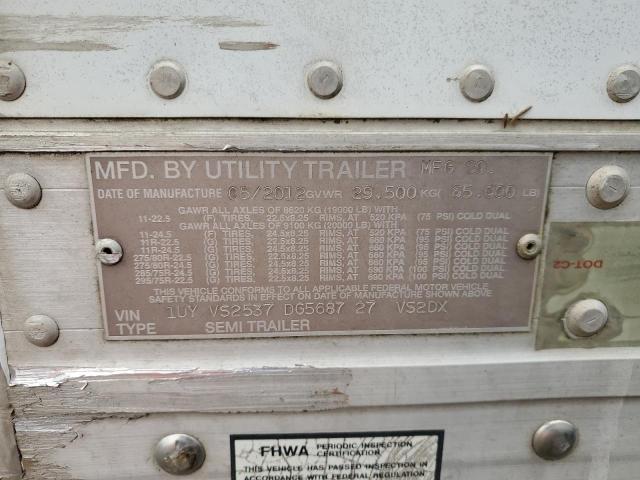 MFD. BY UTILITY TRAILER MFG CO.
DATE OF MANUFACTURE 05/2012 GVWR 29.500 KG( 65.000 LB)
GAWR ALL AXLES OF 8620 KG (19000 LB) WITH
11-22.5 (F) TIRES, 22.5x8.25 RIMS, AT 520 KPA (75 PSI) COLD DUAL
GAWR ALL AXLES OF 9100 KG (20000 LB) WITH
11-24.5 (F) TIRES, 24.5x8.25 RIMS, AT 520 KPA (75 PSI) COLD DUAL
11R-22.5 (G) TIRES, 22.5x8.25 RIMS, AT 660 KPA (95 PSI) COLD DUAL
11R-24.5 (G) TIRES, 24.5x8.25 RIMS, AT 660 KPA (95 PSI) COLD DUAL
275/80R-22.5 (G) TIRES, 22.5x8.25 RIMS, AT 660 KPA (95 PSI) COLD DUAL
275/80R-24.5 (G) TIRES, 24.5x8.25 RIMS, AT 660 KPA (95 PSI) COLD DUAL
285/75R-24.5 (G) TIRES, 24.5x8.25 RIMS, AT 690 KPA (100 PSI) COLD DUAL
295/75R-22.5 (G) TIRES, 22.5x8.25 RIMS, AT 690 KPA (100 PSI) COLD DUAL
THIS VEHICLE CONFORMS TO ALL APPLICABLE FEDERAL MOTOR VEHICLE
SAFETY STANDARDS IN EFFECT ON DATE OF MANUFACTURE SHOWN ABOVE
VIN 1UY VS2537 DG5687 27 VS2DX
TYPE SEMI TRAILER
DOT-C2
FHWA PERIODIC INSPECTION
CERTIFICATION
THIS VEHICLE HAS PASSED INSPECTION IN
ACCORDANCE WITH FEDERAL REGULATION